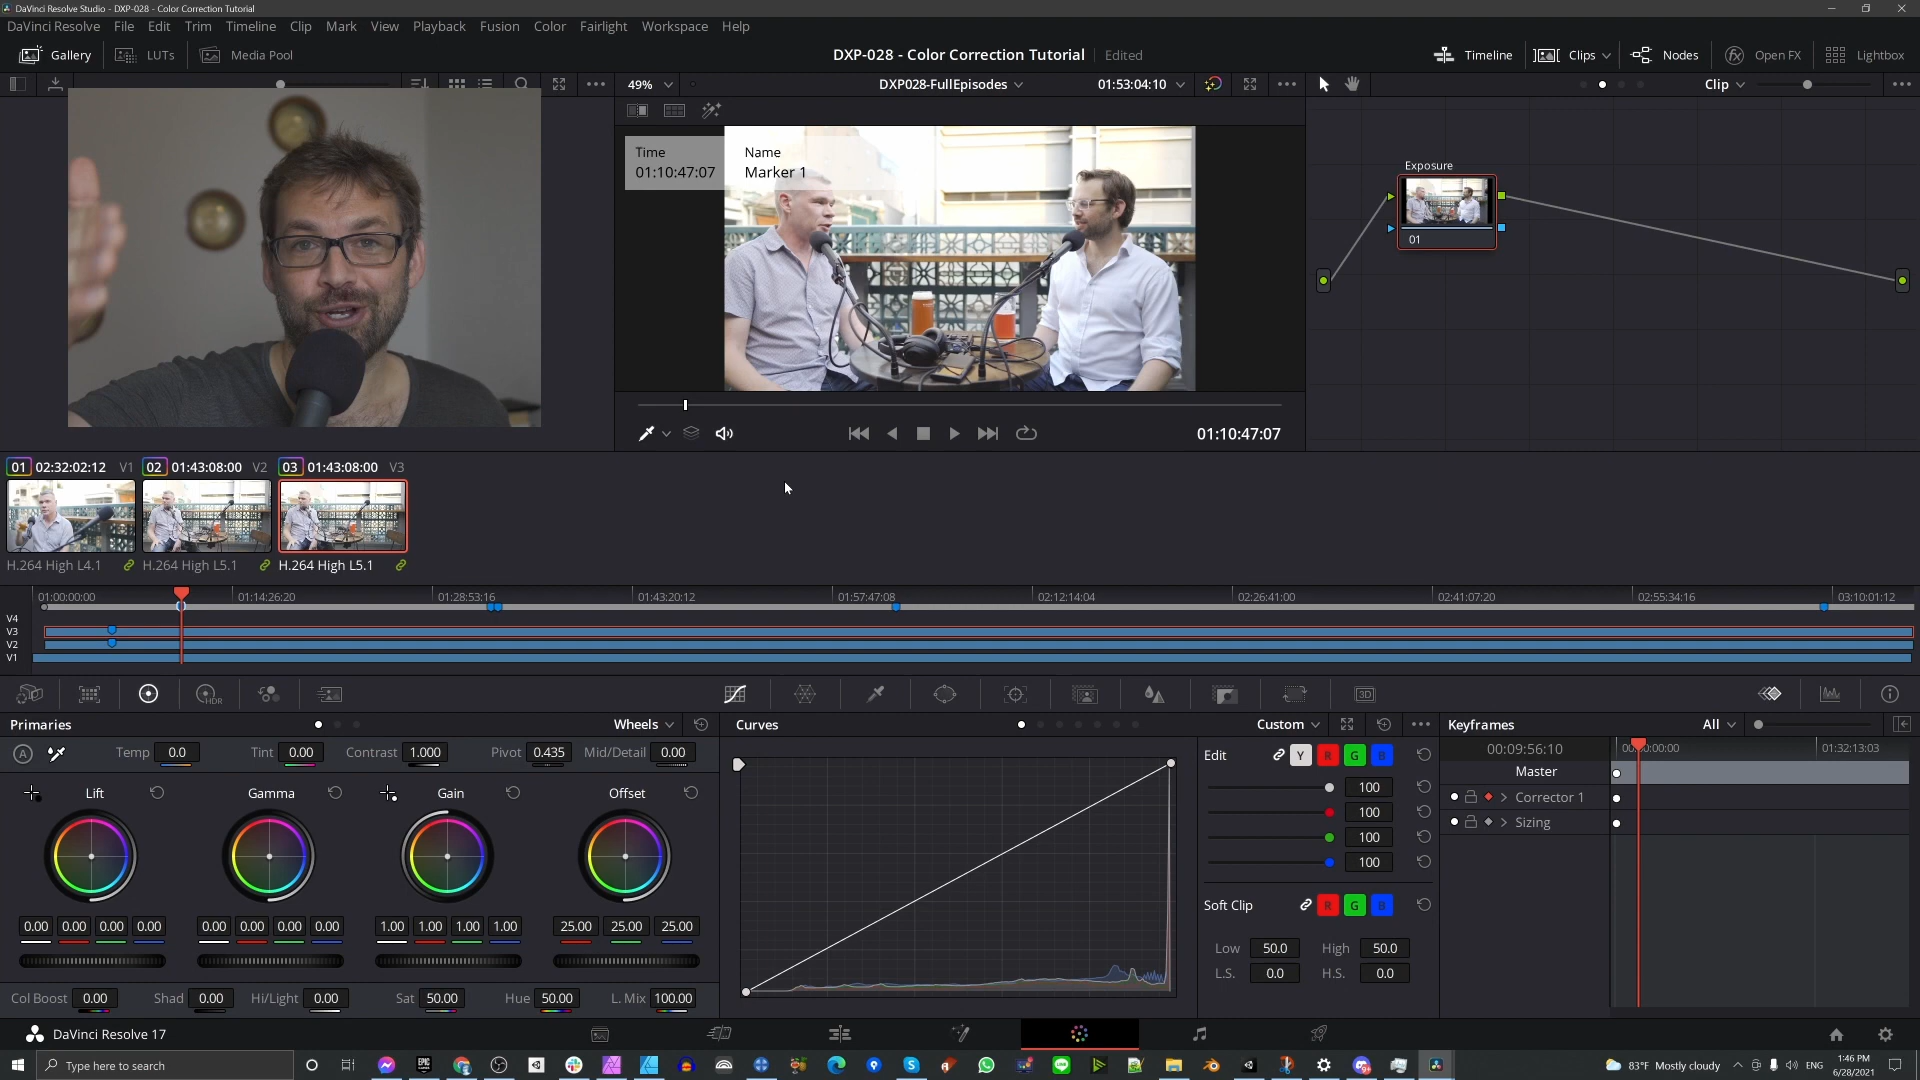 DaVinci Resolve Studio - DXP-028 - Color Correction Tutorial
DaVinci Resolve File Edit Trim Timeline Clip Mark View Playback Fusion Color Fairlight Workspace Help
Gallery LUTs Media Pool DXP-028 - Color Correction Tutorial Edited Timeline Clips Nodes Open FX Lightbox
49% DXP028-FullEpisodes 01:53:04:10 Clip
Time Name
01:10:47:07 Marker 1
Exposure
01
01:10:47:07
01 02:32:02:12 V1 02 01:43:08:00 V2 03 01:43:08:00 V3
H.264 High L4.1 H.264 High L5.1 H.264 High L5.1
01:00:00:00 01:14:26:20 01:28:53:16 01:43:20:12 01:57:47:08 02:12:14:04 02:26:41:00 02:41:07:20 02:55:34:16 03:10:01:12
V4
V3
V2
V1
HDR 3D
Primaries Wheels Curves Custom Keyframes All
A Temp 0.0 Tint 0.00 Contrast 1.000 Pivot 0.435 Mid/Detail 0.00 Edit Y R G B 00:09:56:10 01:32:13:03
Master
Lift Gamma Gain Offset 100 Corrector 1
100 Sizing
100
100
Soft Clip R G B
0.00 0.00 0.00 0.00 0.00 0.00 0.00 0.00 1.00 1.00 1.00 1.00 25.00 25.00 25.00
Low 50.0 High 50.0
L.S. 0.0 H.S. 0.0
Col Boost 0.00 Shad 0.00 Hi/Light 0.00 Sat 50.00 Hue 50.00 L. Mix 100.00
DaVinci Resolve 17
Type here to search 83°F Mostly cloudy ENG 1:46 PM
6/28/2021